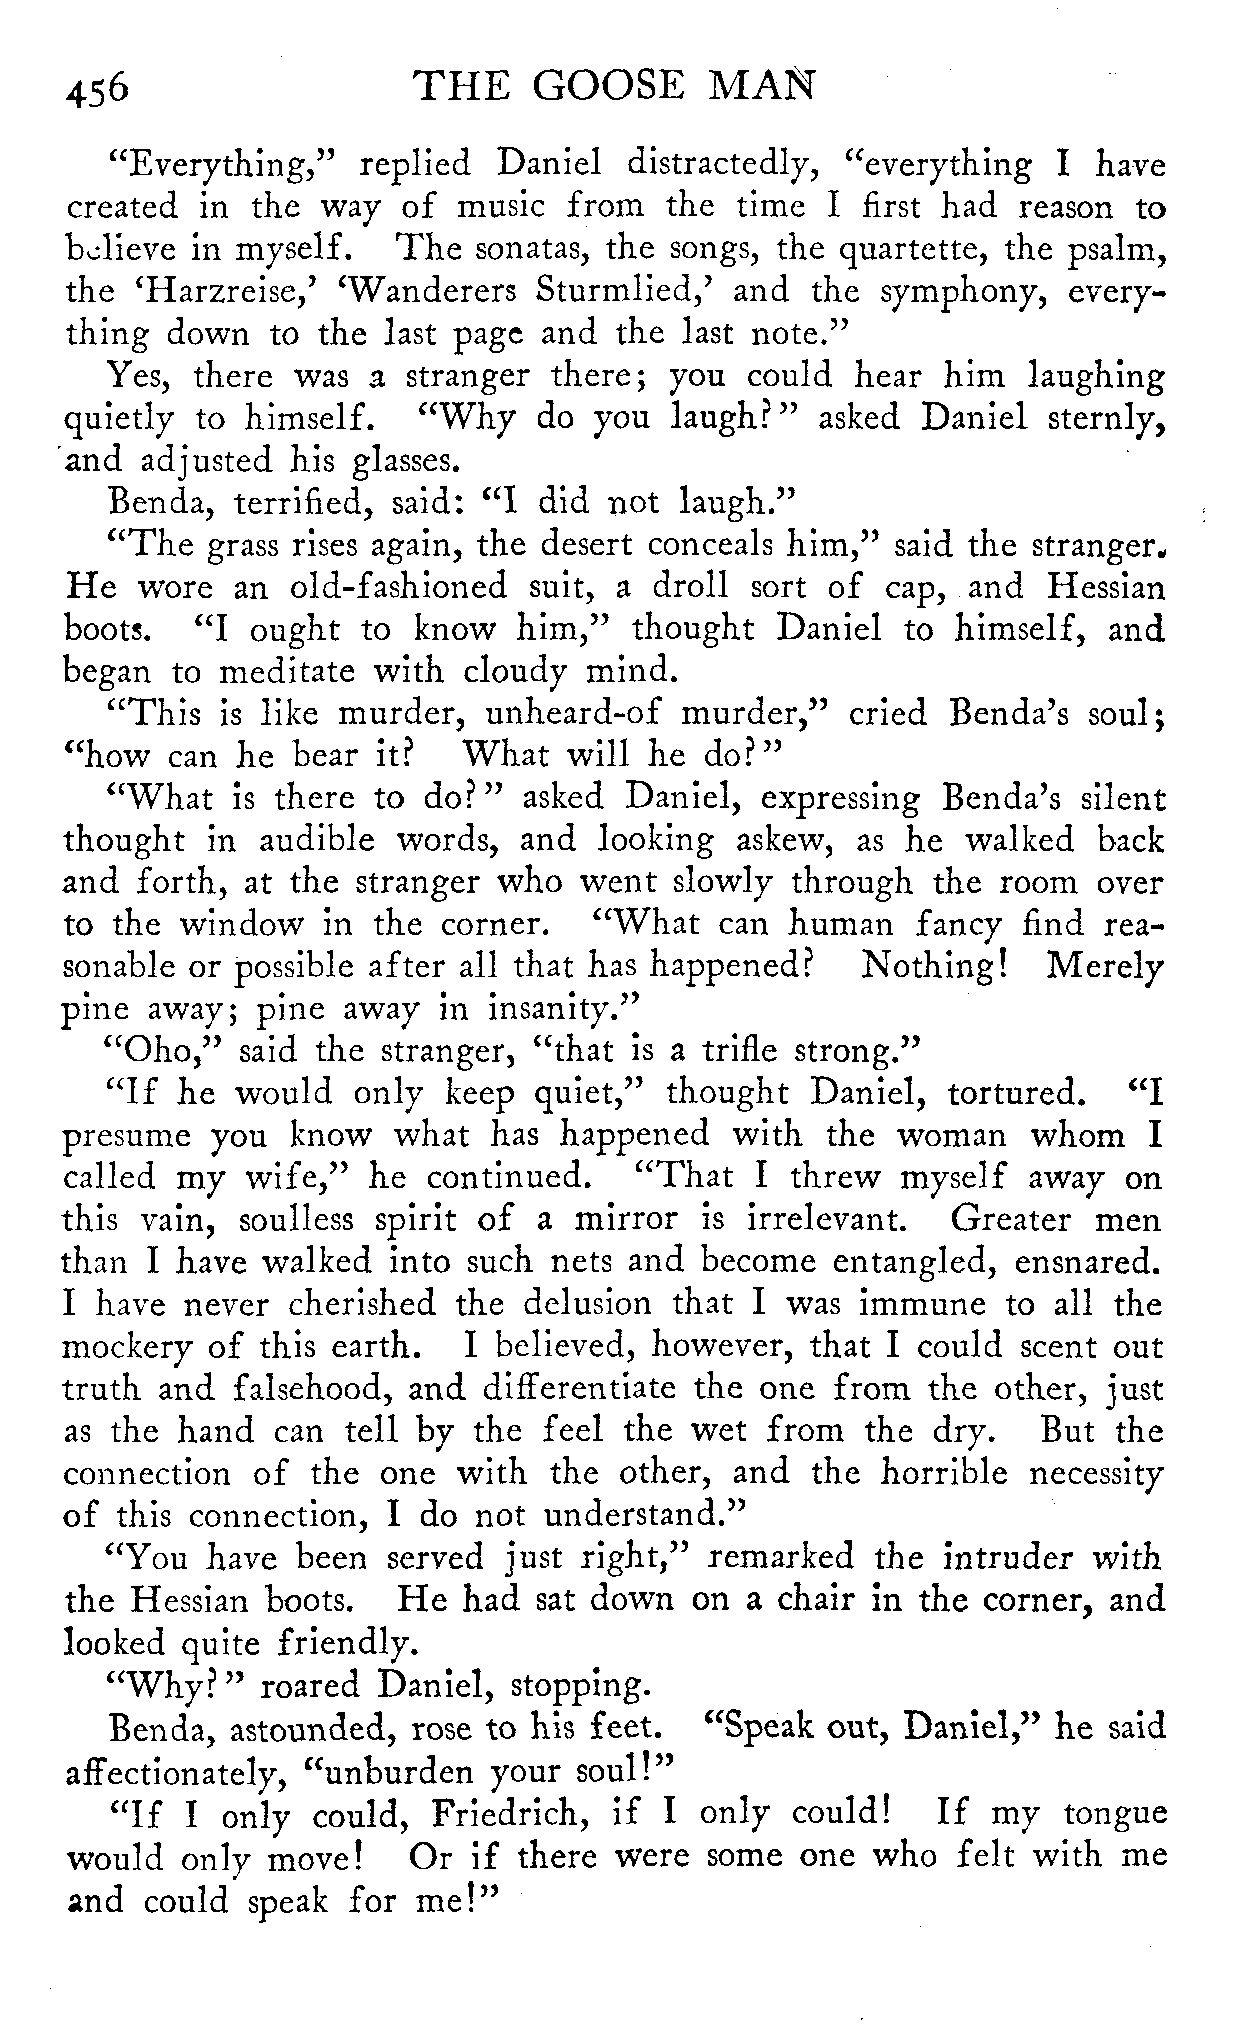 456 THE GOOSE MAN
"Everything," replied Daniel distractedly, "everything I have
created in the way of music from the time I first had reason to
believe in myself. The sonatas, the songs, the quartette, the psalm,
the 'Harzreise,' 'Wanderers Sturmlied,' and the symphony, every-
thing down to the last page and the last note."
Yes, there was a stranger there; you could hear him laughing
quietly to himself. "Why do you laugh?" asked Daniel sternly,
and adjusted his glasses.
Benda, terrified, said: "I did not laugh."
"The grass rises again, the desert conceals him," said the stranger.
He wore an old-fashioned suit, a droll sort of cap, and Hessian
boots. "I ought to know him," thought Daniel to himself, and
began to meditate with cloudy mind.
"This is like murder, unheard-of murder," cried Benda's soul;
"how can he bear it? What will he do?"
"What is there to do?" asked Daniel, expressing Benda's silent
thought in audible words, and looking askew, as he walked back
and forth, at the stranger who went slowly through the room over
to the window in the corner. "What can human fancy find rea-
sonable or possible after all that has happened? Nothing! Merely
pine away; pine away in insanity."
"Oho," said the stranger, "that is a trifle strong."
"If he would only keep quiet," thought Daniel, tortured. "I
presume you know what has happened with the woman whom I
called my wife," he continued. "That I threw myself away on
this vain, soulless spirit of a mirror is irrelevant. Greater men
than I have walked into such nets and become entangled, ensnared.
I have never cherished the delusion that I was immune to all the
mockery of this earth. I believed, however, that I could scent out
truth and falsehood, and differentiate the one from the other, just
as the hand can tell by the feel the wet from the dry. But the
connection of the one with the other, and the horrible necessity
of this connection, I do not understand."
"You have been served just right," remarked the intruder with
the Hessian boots. He had sat down on a chair in the corner, and
looked quite friendly.
"Why?" roared Daniel, stopping.
Benda, astounded, rose to his feet. "Speak out, Daniel," he said
affectionately, "unburden your soul!"
"If I only could, Friedrich, if I only could! If my tongue
would only move! Or if there were some one who felt with me
and could speak for me!"